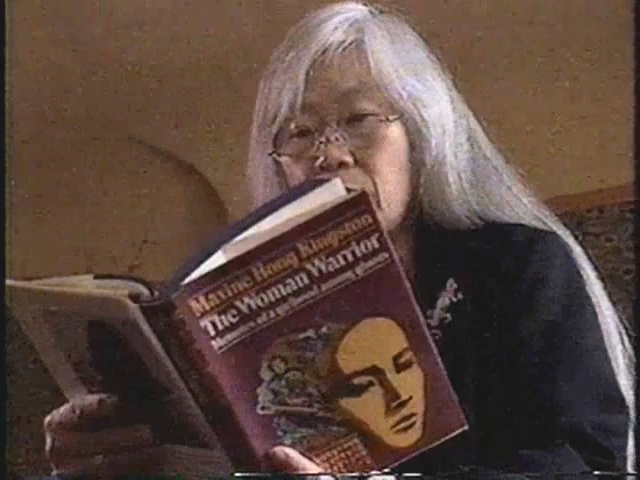 Maxine Hong Kingston
The Woman Warrior
Memoirs of a girlhood among ghosts